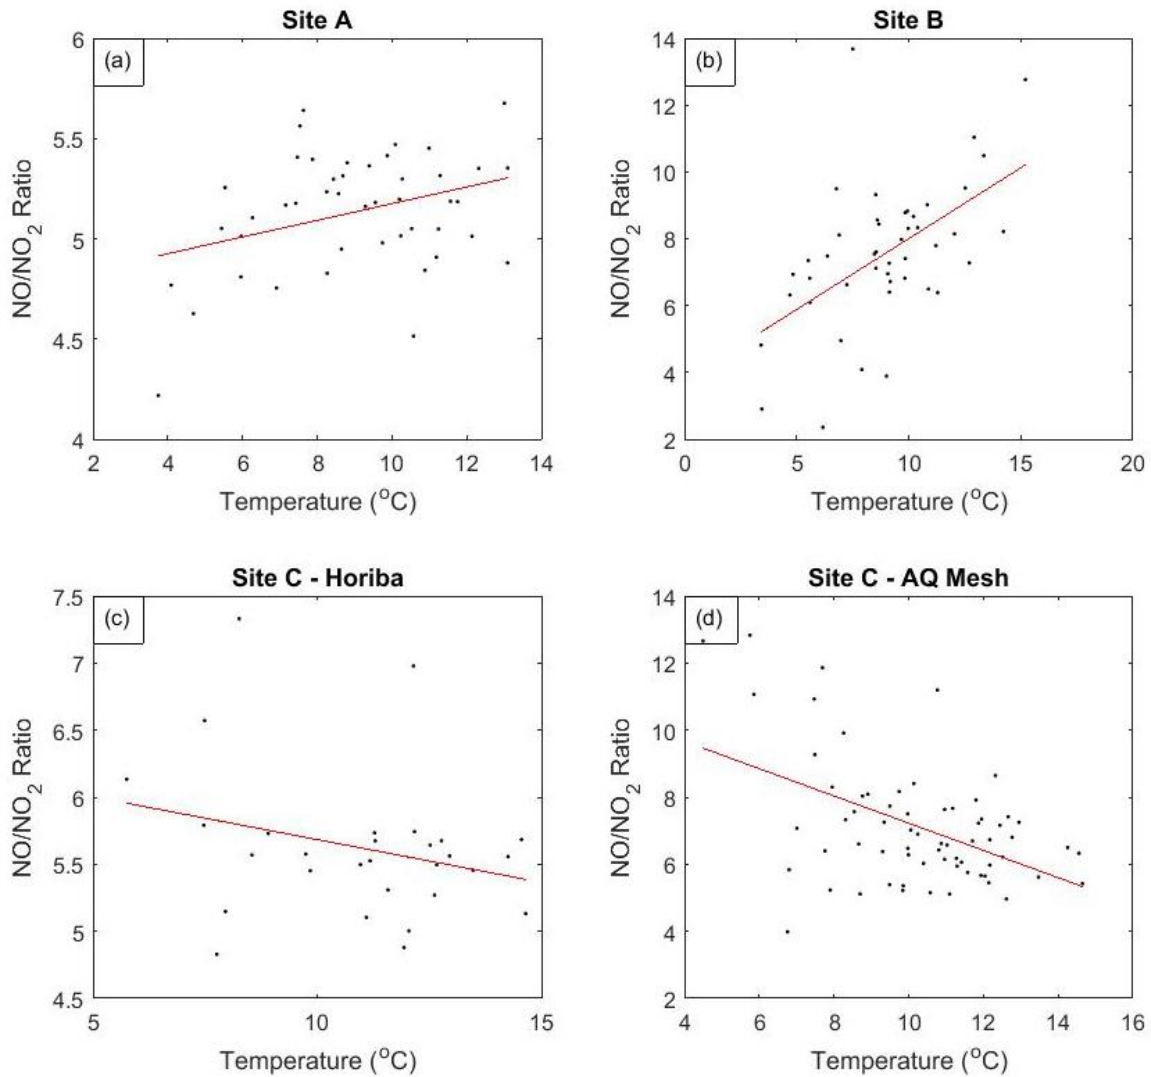 Site A
(a)
6
5.5
5
4.5
4
NO/NO2 Ratio
2 4 6 8 10 12 14
Temperature (oC)
Site B
(b)
14
12
10
8
6
4
2
NO/NO2 Ratio
0 5 10 15 20
Temperature (oC)
Site C - Horiba
(c)
7.5
7
6.5
6
5.5
5
4.5
NO/NO2 Ratio
5 10 15
Temperature (oC)
Site C - AQ Mesh
(d)
14
12
10
8
6
4
2
NO/NO2 Ratio
4 6 8 10 12 14 16
Temperature (oC)